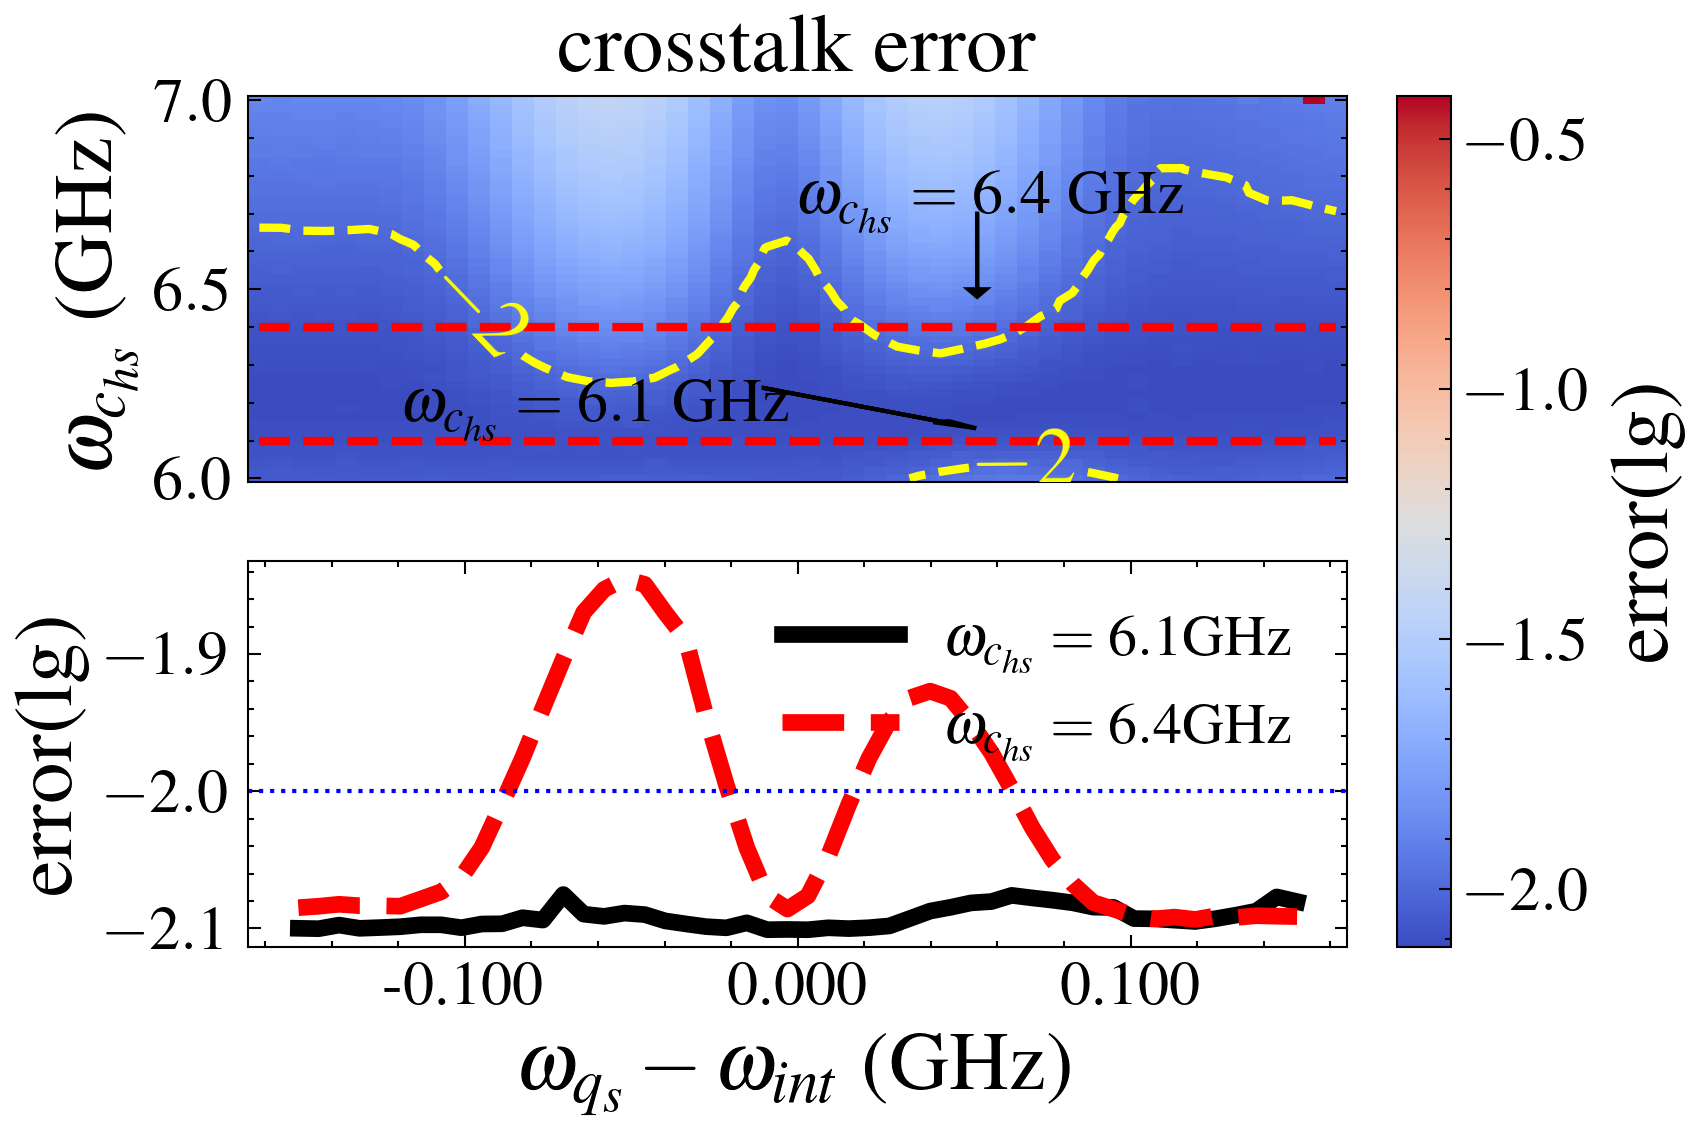 crosstalk error
7.0
6.5
6.0
ω_{c_{hs}} (GHz)
ω_{c_{hs}} = 6.4 GHz
ω_{c_{hs}} = 6.1 GHz
−2
−2
−0.5
−1.0
−1.5
−2.0
error(lg)
−1.9
−2.0
−2.1
error(lg)
ω_{c_{hs}} = 6.1GHz
ω_{c_{hs}} = 6.4GHz
-0.100 0.000 0.100
ω_{q_s} − ω_{int} (GHz)